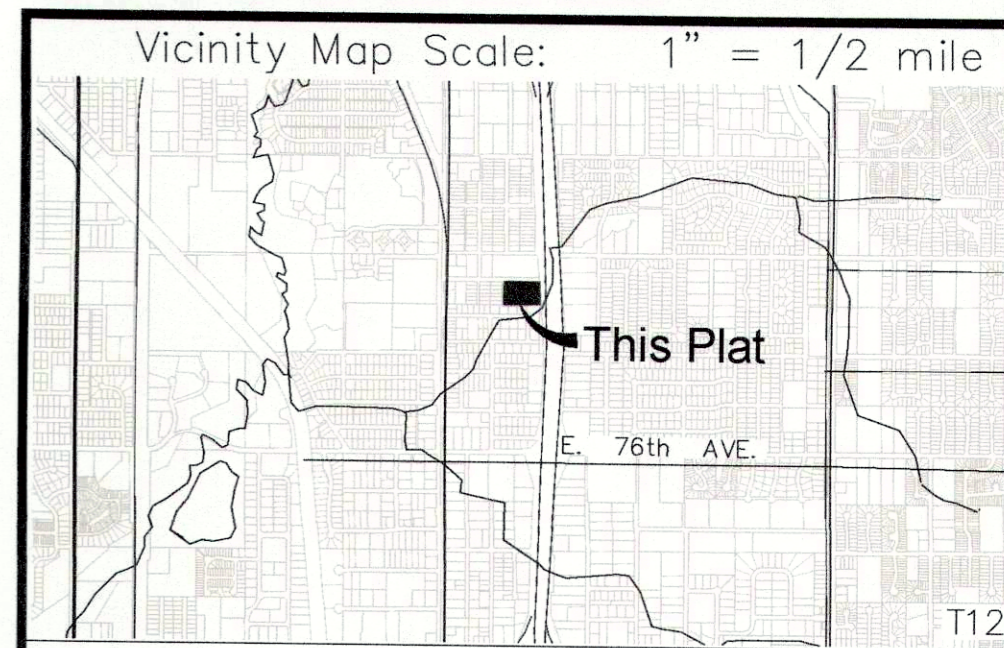 Vicinity Map Scale: 1” = 1/2 mile
This Plat
E. 76th AVE.
T12